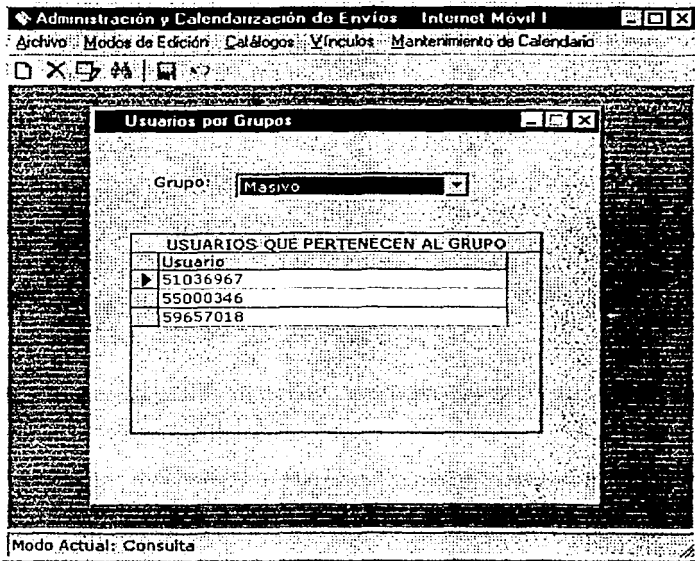 Administración y Calendarización de Envíos Internet Móvil I
Archivo Modos de Edición Catálogos Vínculos Mantenimiento de Calendario
Usuarios por Grupos
Grupo: Masivo
USUARIOS QUE PERTENECEN AL GRUPO
Usuario
51036967
55000346
59657018
Modo Actual: Consulta